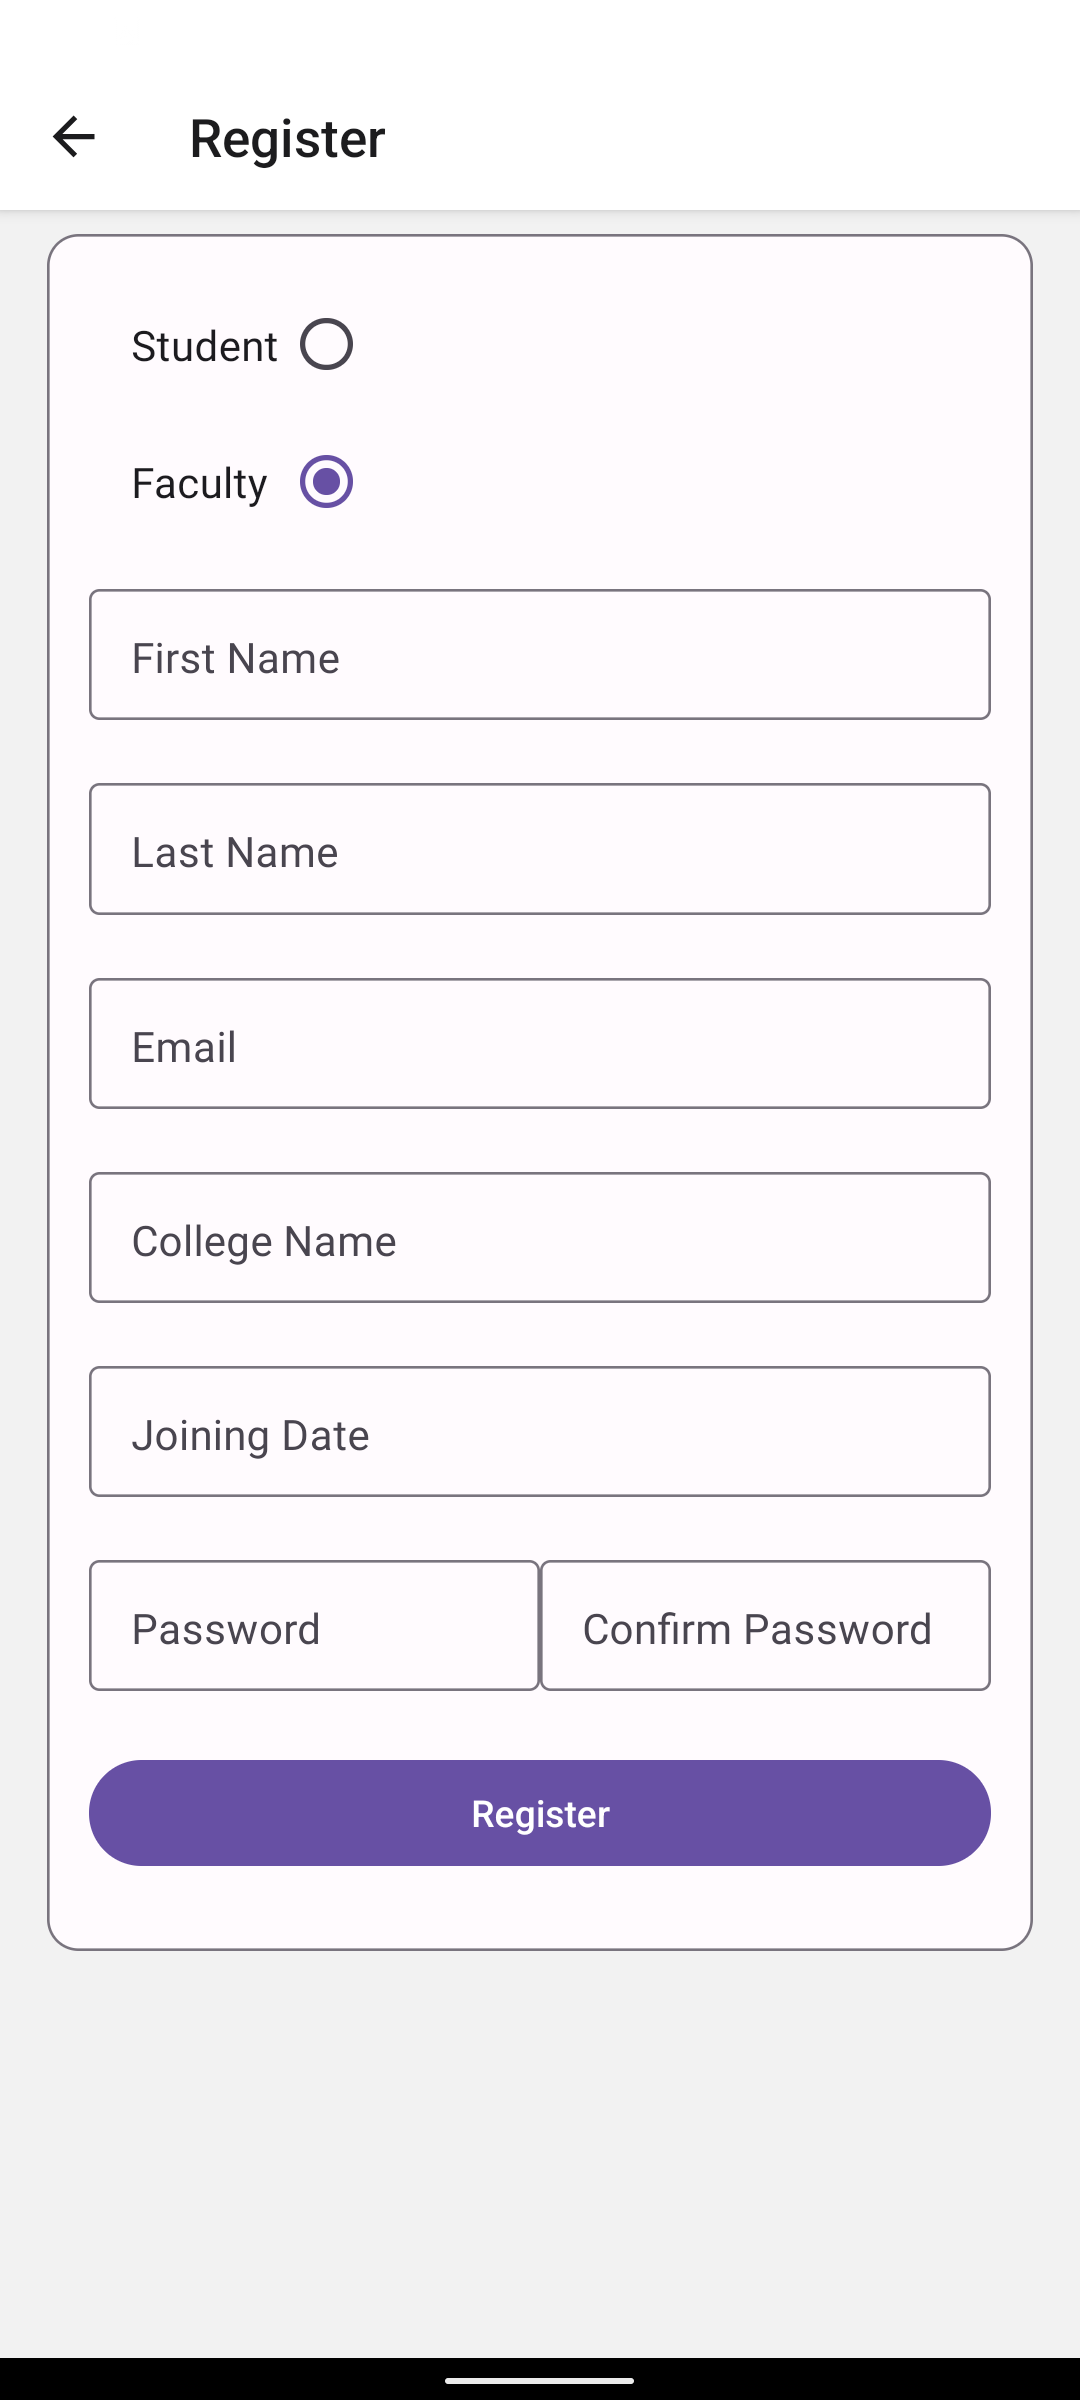 Register
Student
Faculty
First Name
Last Name
Email
College Name
Joining Date
Password Confirm Password
Register